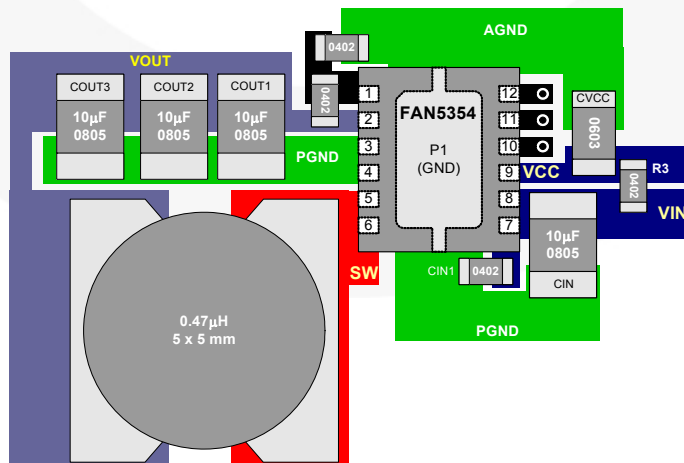 AGND
0402
VOUT
COUT3
COUT2
COUT1
10µF
0805
10µF
0805
10µF
0805
0402
PGND
1
2
3
4
5
6
FAN5354
P1
(GND)
12
11
10
9
8
7
VCC
CVCC
0603
R3
0402
VIN
10µF
0805
CIN
CIN1
0402
SW
PGND
0.47µH
5 x 5 mm